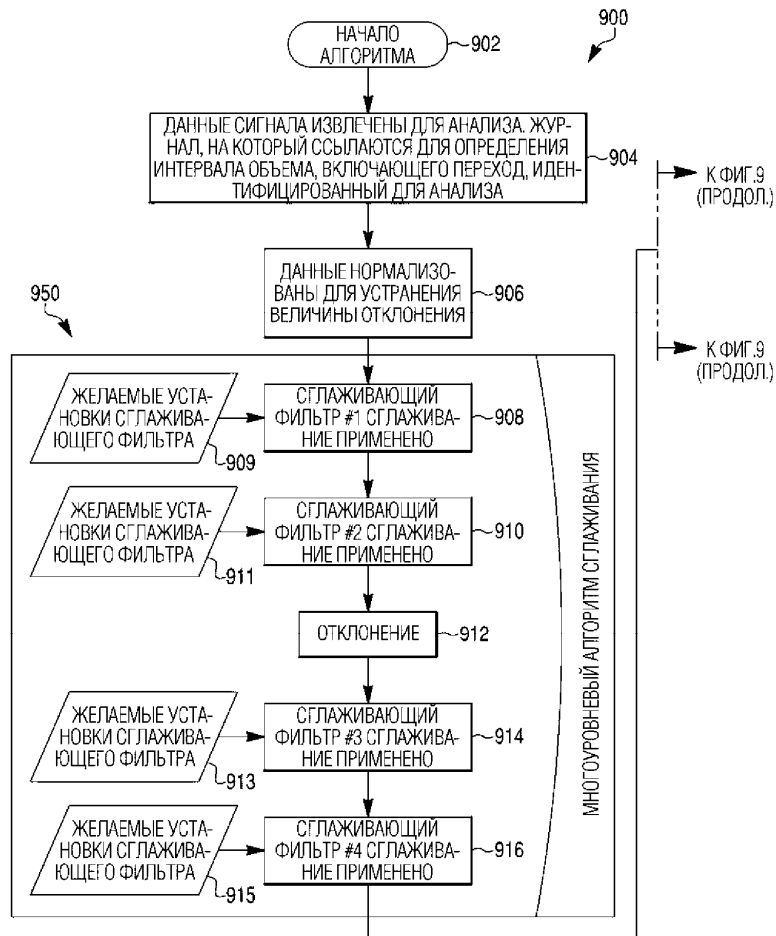 НАЧАЛО
АЛГОРИТМА
902
900
ДАННЫЕ СИГНАЛА ИЗВЛЕЧЕНЫ ДЛЯ АНАЛИЗА. ЖУР-
НАЛ, НА КОТОРЫЙ ССЫЛАЮТСЯ ДЛЯ ОПРЕДЕЛЕНИЯ
ИНТЕРВАЛА ОБЪЕМА, ВКЛЮЧАЮЩЕГО ПЕРЕХОД, ИДЕН-
ТИФИЦИРОВАННЫЙ ДЛЯ АНАЛИЗА
904
К ФИГ.9
(ПРОДОЛ.)
ДАННЫЕ НОРМАЛИЗО-
ВАНЫ ДЛЯ УСТРАНЕНИЯ
ВЕЛИЧИНЫ ОТКЛОНЕНИЯ
906
К ФИГ.9
(ПРОДОЛ.)
950
ЖЕЛАЕМЫЕ УСТА-
НОВКИ СГЛАЖИВА-
ЮЩЕГО ФИЛЬТРА
909
СГЛАЖИВАЮЩИЙ
ФИЛЬТР #1 СГЛАЖИВА-
НИЕ ПРИМЕНЕНО
908
ЖЕЛАЕМЫЕ УСТА-
НОВКИ СГЛАЖИВА-
ЮЩЕГО ФИЛЬТРА
911
СГЛАЖИВАЮЩИЙ
ФИЛЬТР #2 СГЛАЖИВА-
НИЕ ПРИМЕНЕНО
910
ОТКЛОНЕНИЕ
912
ЖЕЛАЕМЫЕ УСТА-
НОВКИ СГЛАЖИВА-
ЮЩЕГО ФИЛЬТРА
913
СГЛАЖИВАЮЩИЙ
ФИЛЬТР #3 СГЛАЖИВА-
НИЕ ПРИМЕНЕНО
914
ЖЕЛАЕМЫЕ УСТА-
НОВКИ СГЛАЖИВА-
ЮЩЕГО ФИЛЬТРА
915
СГЛАЖИВАЮЩИЙ
ФИЛЬТР #4 СГЛАЖИВА-
НИЕ ПРИМЕНЕНО
916
МНОГОУРОВНЕВЫЙ АЛГОРИТМ СГЛАЖИВАНИЯ